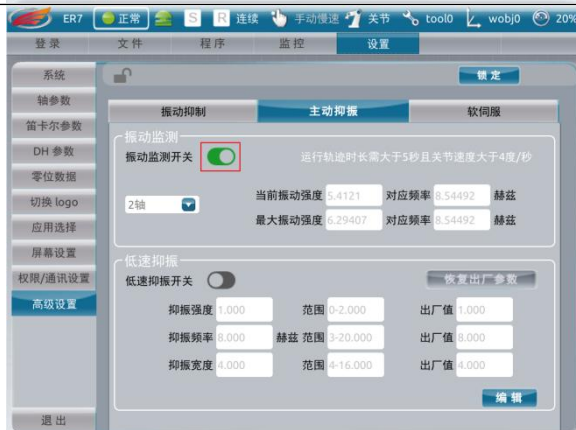 ER7 正常 S R 连续 手动慢速 关节 tool0 wobj0 20%
登录 文件 程序 监控 设置
系统
轴参数
笛卡尔参数
DH 参数
零位数据
切换 logo
应用选择
屏幕设置
权限/通讯设置
高级设置
退出
锁定
振动抑制 主动抑振 软伺服
振动监测
振动监测开关 运行轨迹时长需大于5秒且关节速度大于4度/秒
2轴
当前振动强度 5.4121 对应频率 8.54492 赫兹
最大振动强度 6.29407 对应频率 8.54492 赫兹
低速抑振
低速抑振开关 恢复出厂参数
抑振强度 1.000 范围 0-2.000 出厂值 1.000
抑振频率 8.000 赫兹 范围 3-20.000 出厂值 8.000
抑振宽度 4.000 范围 4-16.000 出厂值 4.000
编辑